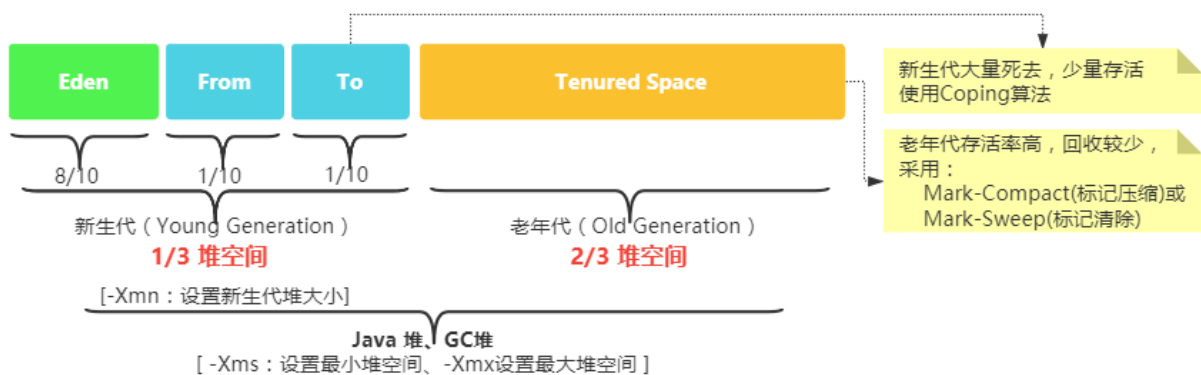 Eden
From
To
Tenured Space
新生代大量死去，少量存活
使用Coping算法
老年代存活率高，回收较少，
采用：
Mark-Compact(标记压缩)或
Mark-Sweep(标记清除)
8/10
1/10
1/10
新生代（Young Generation）
1/3 堆空间
老年代（Old Generation）
2/3 堆空间
[-Xmn：设置新生代堆大小]
Java 堆、GC堆
[ -Xms：设置最小堆空间、-Xmx设置最大堆空间 ]